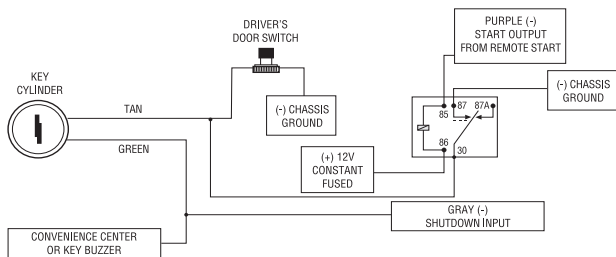 PURPLE (-)
START OUTPUT
FROM REMOTE START
DRIVER'S
DOOR SWITCH
KEY
CYLINDER
(-) CHASSIS
GROUND
87 87A
85
TAN
(-) CHASSIS
GROUND
GREEN
86
30
(+) 12V
CONSTANT
FUSED
GRAY (-)
SHUTDOWN INPUT
CONVENIENCE CENTER
OR KEY BUZZER